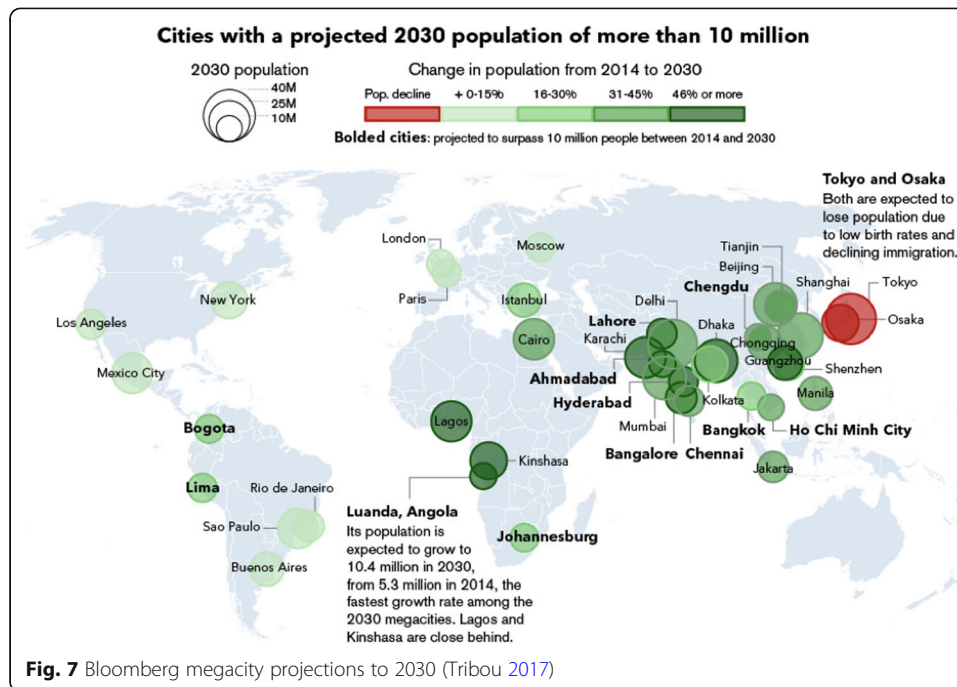 Cities with a projected 2030 population of more than 10 million
2030 population
40M
25M
10M
Change in population from 2014 to 2030
Pop. decline
+ 0-15%
16-30%
31-45%
46% or more
Bolded cities: projected to surpass 10 million people between 2014 and 2030
Tokyo and Osaka
Both are expected to
lose population due
to low birth rates and
declining immigration.
London
Moscow
Tianjin
Beijing
Chengdu
Shanghai
Tokyo
Paris
Istanbul
Delhi
New York
Los Angeles
Lahore
Dhaka
Osaka
Karachi
Chongqing
Cairo
Guangzhou
Mexico City
Shenzhen
Ahmadabad
Manila
Hyderabad
Kolkata
Bogota
Lagos
Mumbai
Bangkok
Ho Chi Minh City
Bangalore
Chennai
Kinshasa
Jakarta
Lima
Rio de Janeiro
Sao Paulo
Buenos Aires
Johannesburg
Luanda, Angola
Its population is
expected to grow to
10.4 million in 2030,
from 5.3 million in 2014, the
fastest growth rate among the
2030 megacities. Lagos and
Kinshasa are close behind.
Fig. 7 Bloomberg megacity projections to 2030 (Tribou 2017)